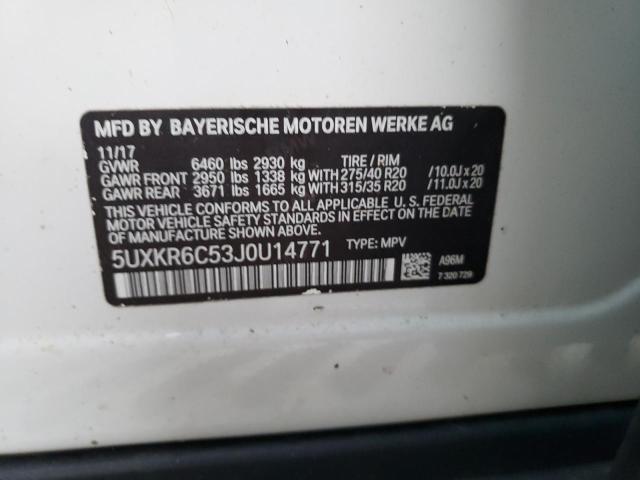 MFD BY BAYERISCHE MOTOREN WERKE AG
11/17
GVWR 6460 lbs 2930 kg TIRE / RIM
GAWR FRONT 2950 lbs 1338 kg WITH 275/40 R20 /10.0J x 20
GAWR REAR 3671 lbs 1665 kg WITH 315/35 R20 /11.0J x 20
THIS VEHICLE CONFORMS TO ALL APPLICABLE U. S. FEDERAL
MOTOR VEHICLE SAFETY STANDARDS IN EFFECT ON THE DATE
OF MANUFACTURE SHOWN ABOVE.
5UXKR6C53J0U14771 TYPE: MPV
A96M
7 320 729